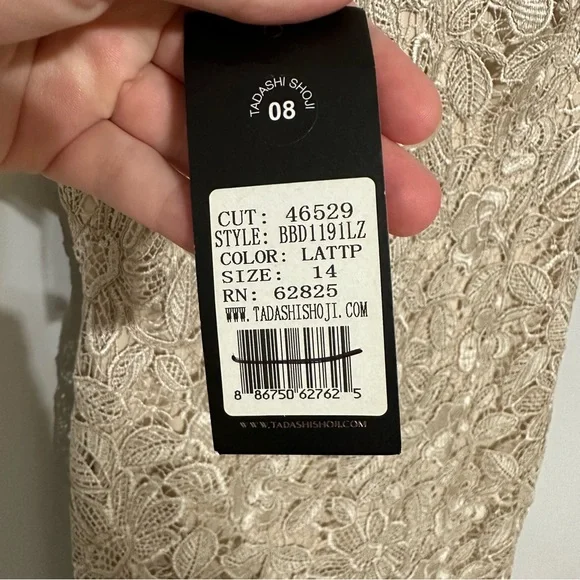 TADASHI SHOJI
08
CUT: 46529
STYLE: BBD1191LZ
COLOR: LATTP
SIZE: 14
RN: 62825
WWW.TADASHISHOJI.COM
8 86750 62762 5
WWW.TADASHISHOJI.COM